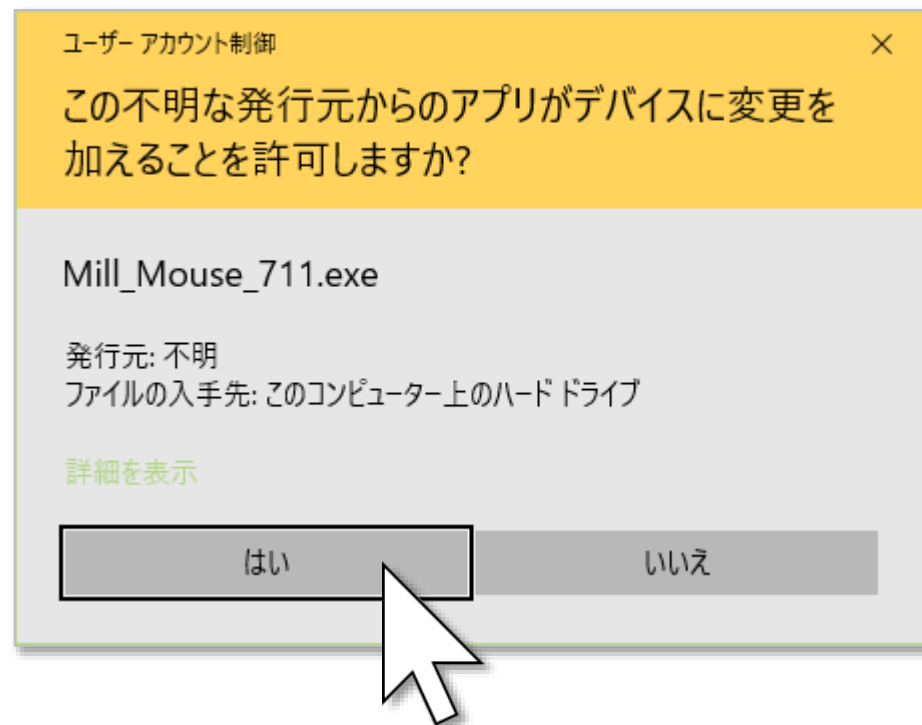 ユーザー アカウント制御
この不明な発行元からのアプリがデバイスに変更を
加えることを許可しますか?
Mill_Mouse_711.exe
発行元: 不明
ファイルの入手先: このコンピューター上のハード ドライブ
詳細を表示
はい
いいえ